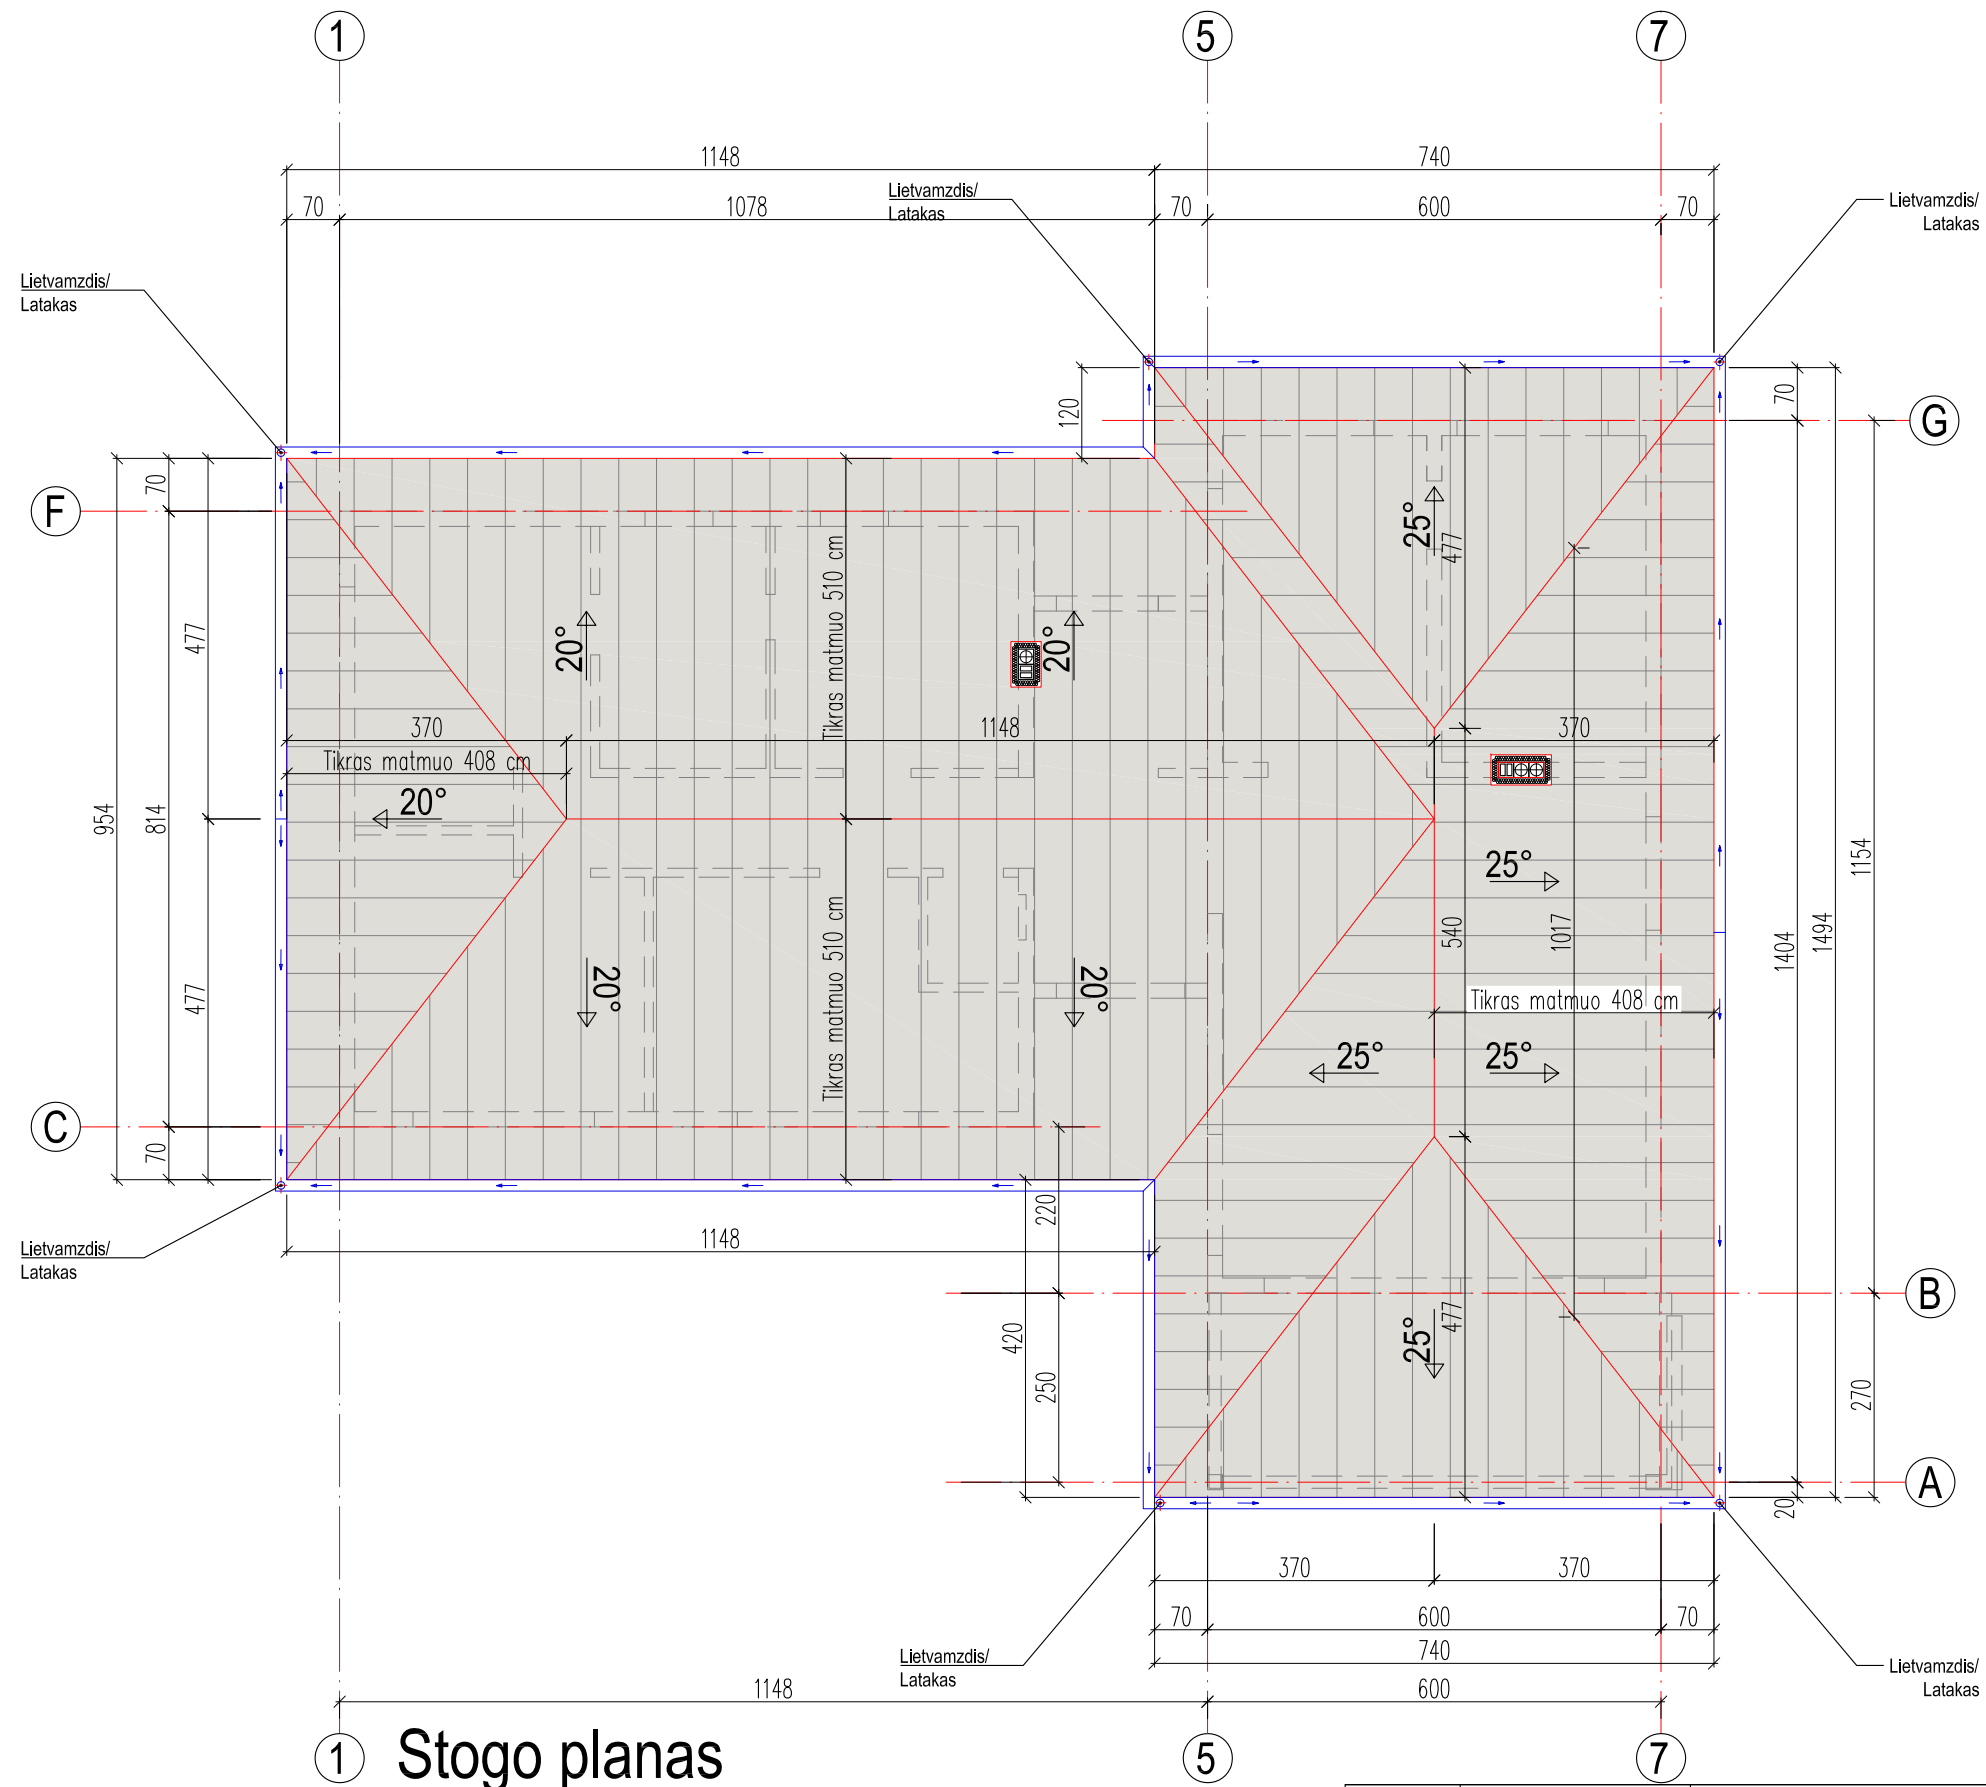 1
5
7
1148
740
70
1078
70
600
70
Lietvamzdis/
Latakas
Lietvamzdis/
Latakas
Lietvamzdis/
Latakas
120
70
G
70
F
25°
477
Tikras matmuo 510 cm
477
20°
20°
370
1148
370
Tikras matmuo 408 cm
20°
954
814
25°
1154
540
1017
1404
1494
477
20°
20°
Tikras matmuo 510 cm
Tikras matmuo 408 cm
25°
25°
C
70
220
Lietvamzdis/
Latakas
1148
B
420
25°
477
250
270
A
20
370
370
70
600
70
Lietvamzdis/
Latakas
740
Lietvamzdis/
Latakas
1148
600
1
Stogo planas
5
7